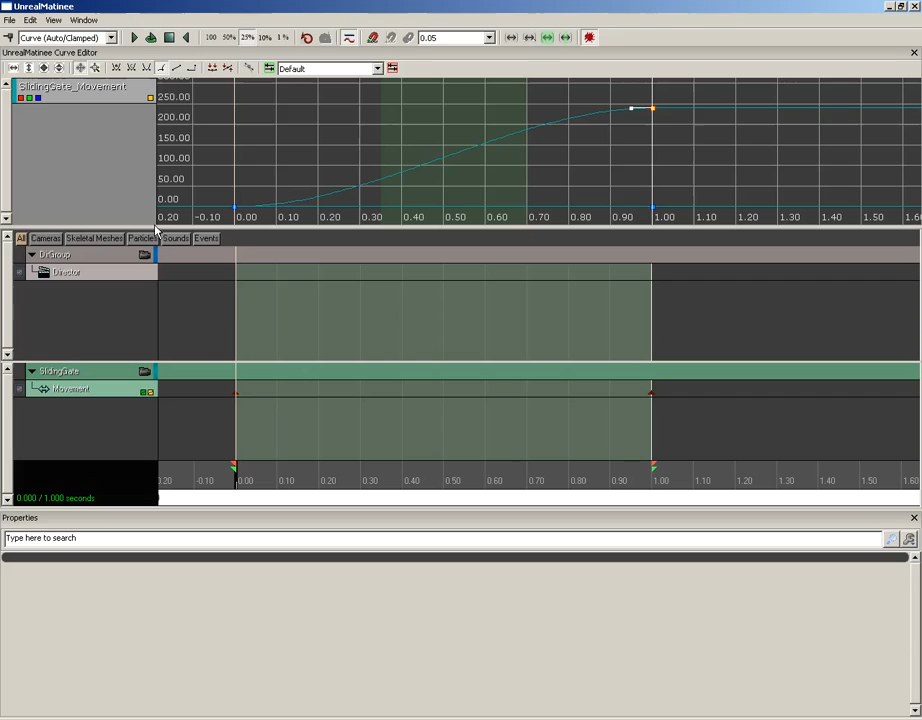 UnrealMatinee
File Edit View Window
Curve (Auto/Clamped) 100 50% 25% 10% 1% 0.05
UnrealMatinee Curve Editor
Default
SlidingGate_Movement
250.00
200.00
150.00
100.00
50.00
0.00
0.20 -0.10 0.00 0.10 0.20 0.30 0.40 0.50 0.60 0.70 0.80 0.90 1.00 1.10 1.20 1.30 1.40 1.50 1.6
All Cameras Skeletal Meshes Particles Sounds Events
DirGroup
Director
SlidingGate
Movement
0.20 -0.10 0.00 0.10 0.20 0.30 0.40 0.50 0.60 0.70 0.80 0.90 1.00 1.10 1.20 1.30 1.40 1.50 1.60
0.000 / 1.000 seconds
Properties
Type here to search